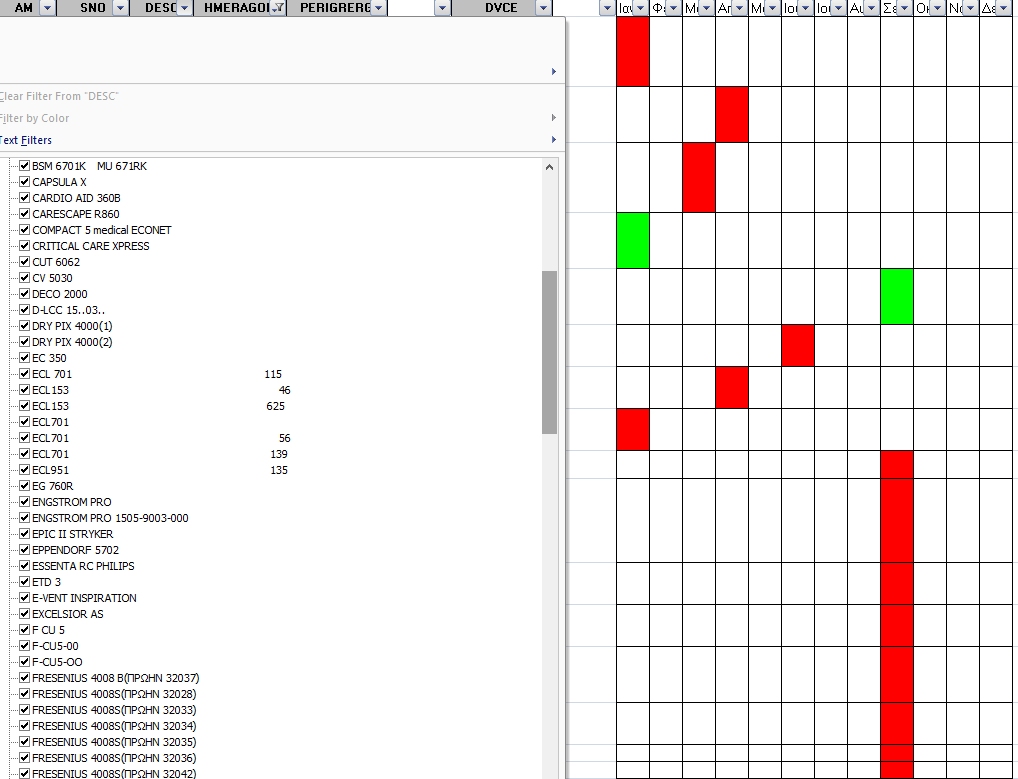 AM SNO DESC HMERAGOI PERIGRERG DVCE Ιαν Φε Μα Απ Μα Ιου Ιου Αυ Σε Οκ Νο Δε
Clear Filter From "DESC"
Filter by Color
Text Filters
BSM 6701K MU 671RK
CAPSULA X
CARDIO AID 360B
CARESCAPE R860
COMPACT 5 medical ECONET
CRITICAL CARE XPRESS
CUT 6062
CV 5030
DECO 2000
D-LCC 15..03..
DRY PIX 4000(1)
DRY PIX 4000(2)
EC 350
ECL 701 115
ECL153 46
ECL153 625
ECL701
ECL701 56
ECL701 139
ECL951 135
EG 760R
ENGSTROM PRO
ENGSTROM PRO 1505-9003-000
EPIC II STRYKER
EPPENDORF 5702
ESSENTA RC PHILIPS
ETD 3
E-VENT INSPIRATION
EXCELSIOR AS
F CU 5
F-CU5-00
F-CU5-OO
FRESENIUS 4008 B(ΠΡΩΗΝ 32037)
FRESENIUS 4008S(ΠΡΩΗΝ 32028)
FRESENIUS 4008S(ΠΡΩΗΝ 32033)
FRESENIUS 4008S(ΠΡΩΗΝ 32034)
FRESENIUS 4008S(ΠΡΩΗΝ 32035)
FRESENIUS 4008S(ΠΡΩΗΝ 32036)
FRESENIUS 4008S(ΠΡΩΗΝ 32042)